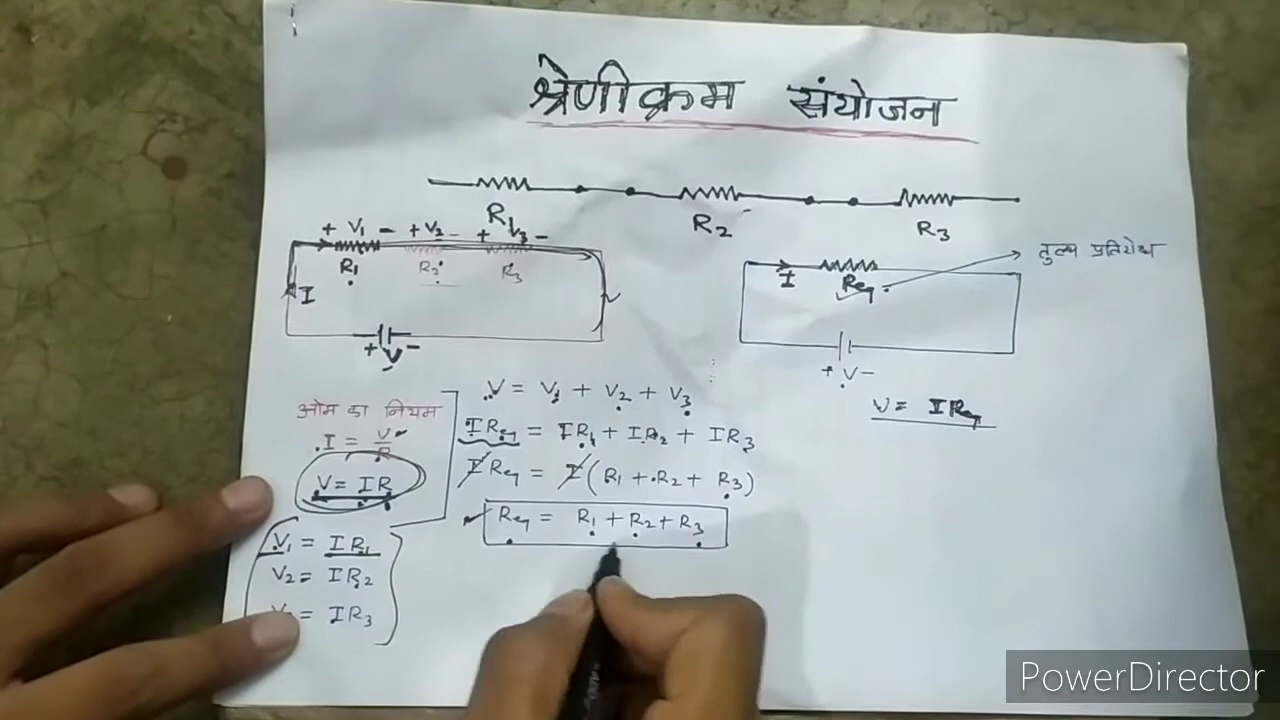 श्रेणीक्रम संयोजन
R1 R2 R3
+ V1 - + V2 - + V3 -
R1 R2 R3
I
+ V -
I Req
तुल्य प्रतिरोध
+ V -
V = IReq
ओम का नियम
I = V/R
V = IR
V1 = IR1
V2 = IR2
V3 = IR3
V = V1 + V2 + V3
IReq = IR1 + IR2 + IR3
IReq = I (R1 + R2 + R3)
Req = R1 + R2 + R3
PowerDirector